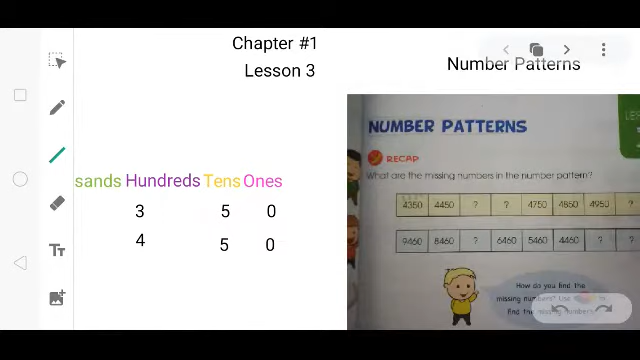 Chapter #1
Lesson 3
Number Patterns
sands Hundreds Tens Ones
3 5 0
4 5 0
NUMBER PATTERNS
RECAP
What are the missing numbers in the number pattern?
4350 4450 ? ? 4750 4850 4950 ?
9460 8460 ? 6460 5460 4460 ? ?
How do you find the
missing numbers? Use
find the missing numbers
Tт